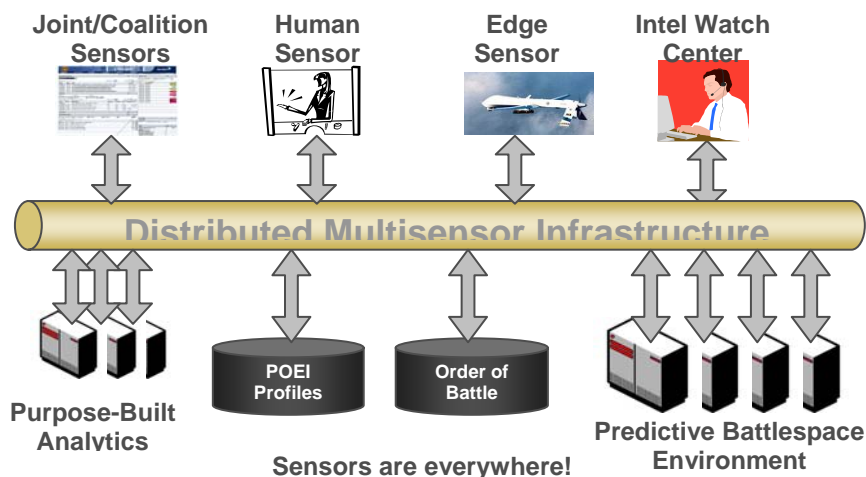 Joint/Coalition
Sensors
Human
Sensor
Edge
Sensor
Intel Watch
Center
Distributed Multisensor Infrastructure
POEI
Profiles
Order of
Battle
Purpose-Built
Analytics
Predictive Battlespace
Environment
Sensors are everywhere!